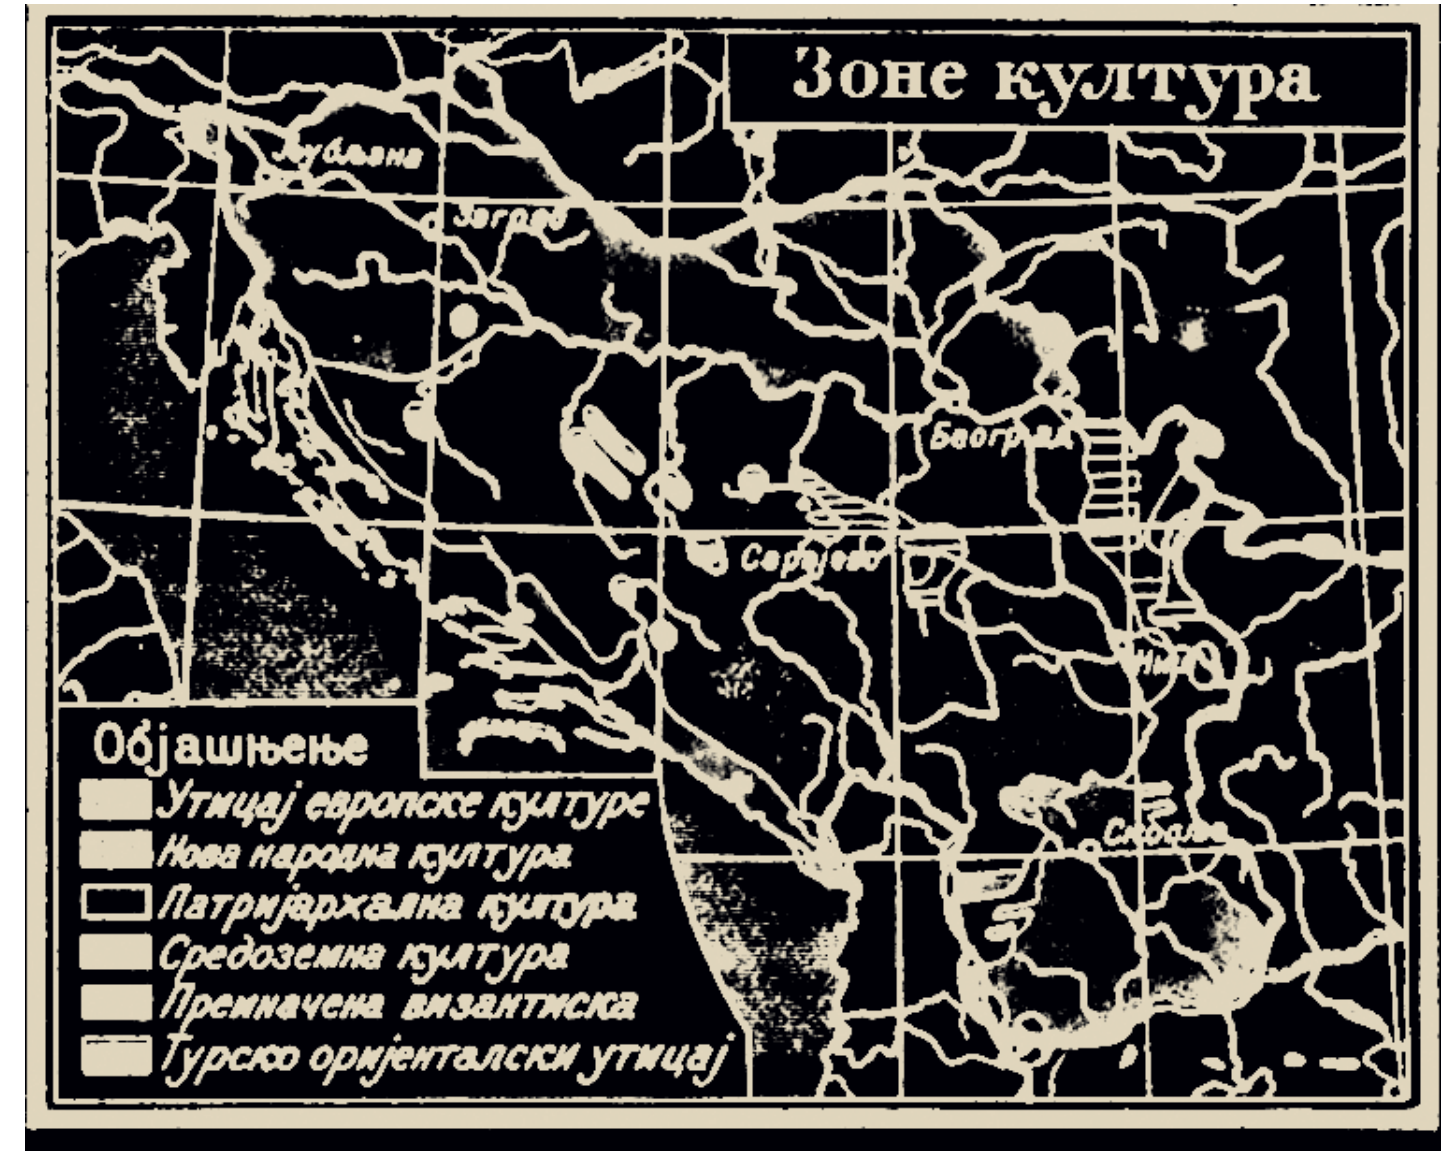 Зоне култура
Љубљана
Загреб
Београд
Сарајево
Ниш
Скопље
Објашњење
Утицај европске културе
Нова народна култура
Патријархална култура
Средоземна култура
Преиначена византиска
Турско оријенталски утицај